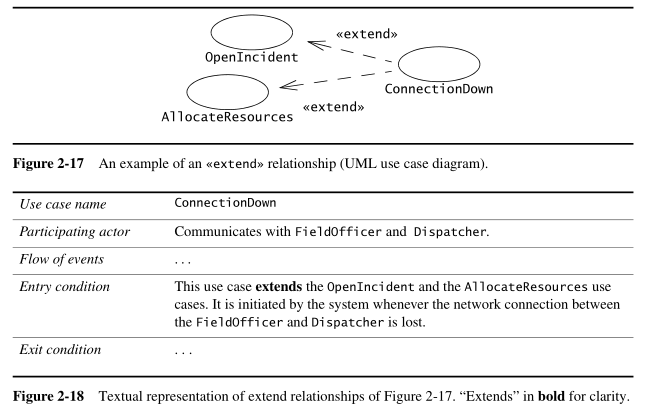 «extend»
OpenIncident
ConnectionDown
«extend»
AllocateResources
Figure 2-17 An example of an «extend» relationship (UML use case diagram).
Use case name ConnectionDown
Participating actor Communicates with FieldOfficer and Dispatcher.
Flow of events ...
Entry condition This use case extends the OpenIncident and the AllocateResources use
cases. It is initiated by the system whenever the network connection between
the FieldOfficer and Dispatcher is lost.
Exit condition ...
Figure 2-18 Textual representation of extend relationships of Figure 2-17. “Extends” in bold for clarity.